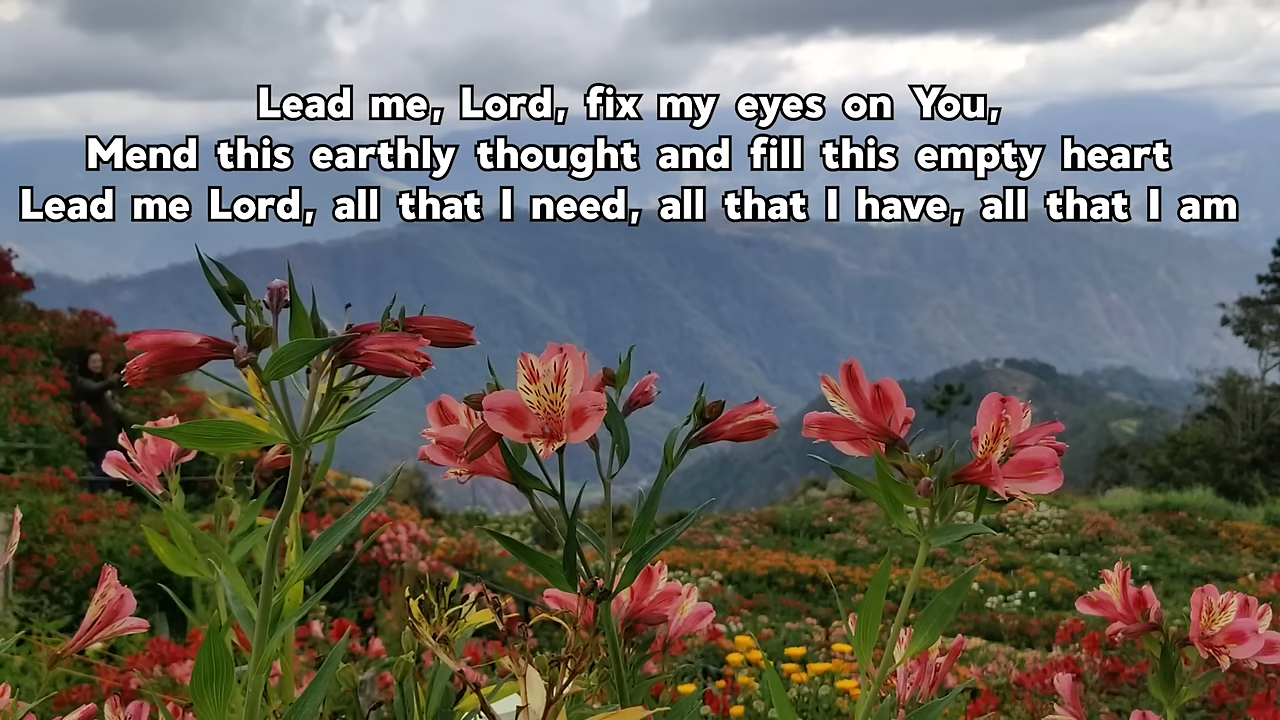 Lead me, Lord, fix my eyes on You,
Mend this earthly thought and fill this empty heart
Lead me Lord, all that I need, all that I have, all that I am